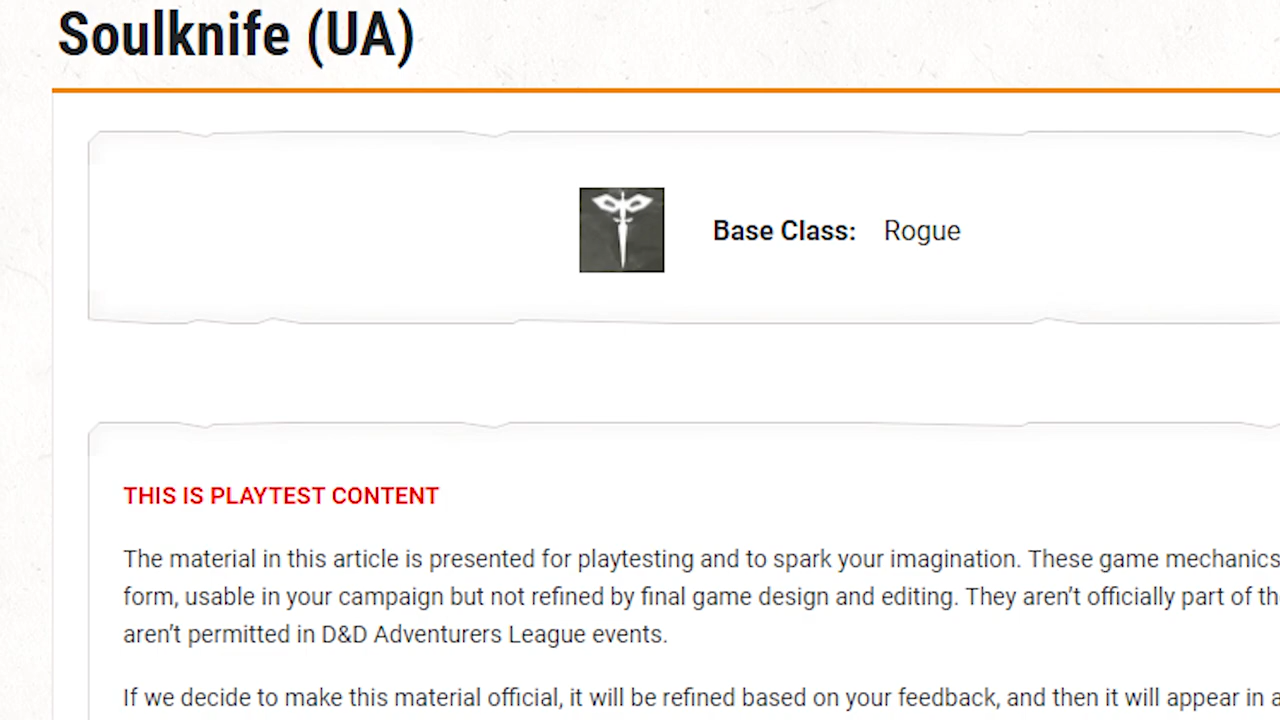 Soulknife (UA)
Base Class: Rogue
THIS IS PLAYTEST CONTENT
The material in this article is presented for playtesting and to spark your imagination. These game mechanics
form, usable in your campaign but not refined by final game design and editing. They aren’t officially part of th
aren’t permitted in D&D Adventurers League events.
If we decide to make this material official, it will be refined based on your feedback, and then it will appear in a